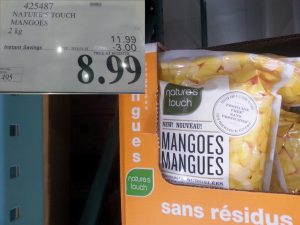 425487
NATURE'S TOUCH
MANGOES
2 kg
11.99
Instant Savings
-3.00
8.99
495
nature's
touch
NEW! NOUVEAU!
MANGOES
MANGUES
ngues
nature's
touch
sans résidus